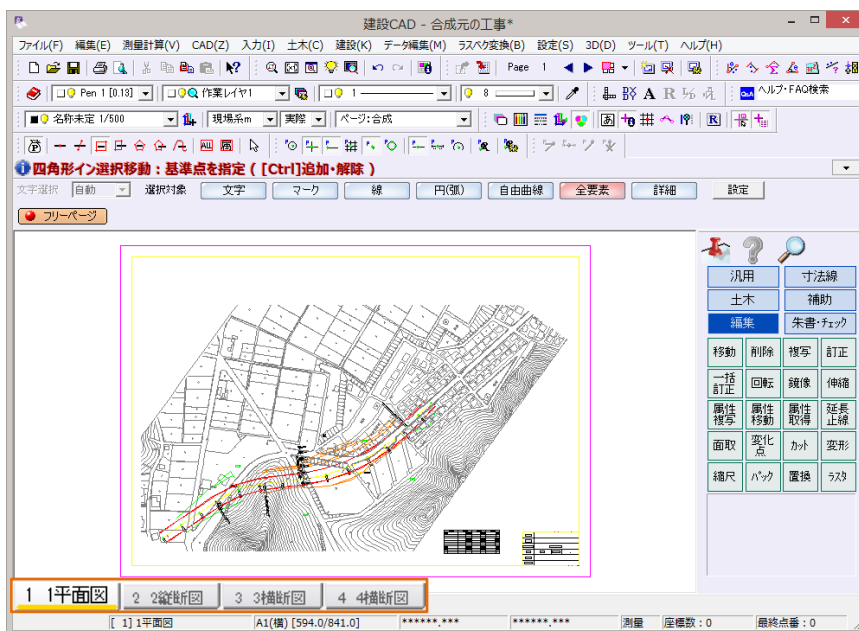 建設CAD - 合成元の工事*
ファイル(F) 編集(E) 測量計算(V) CAD(Z) 入力(I) 土木(C) 建設(K) データ編集(M) ラスベク変換(B) 設定(S) 3D(D) ツール(T) ヘルプ(H)
Page 1
Pen 1 [0.13] 作業レイヤ1 1 8 A R ヘルプ・FAQ検索
名称未定 1/500 現場系m 実際 ページ:合成
四角形イン選択移動:基準点を指定 ( [Ctrl]追加・解除 )
文字選択 自動 選択対象 文字 マーク 線 円(弧) 自由曲線 全要素 詳細 設定
フリーページ
汎用 寸法線
土木 補助
編集 朱書・チェック
移動 削除 複写 訂正
一括訂正 回転 鏡像 伸縮
属性複写 属性移動 属性取得 延長止線
面取 変化点 カット 変形
縮尺 パック 置換 ラスタ
1 1平面図 2 2縦断図 3 3横断図 4 4横断図
[ 1] 1平面図 A1(横) [594.0/841.0] ******.*** ******.*** 測量 座標数:0 最終点番:0